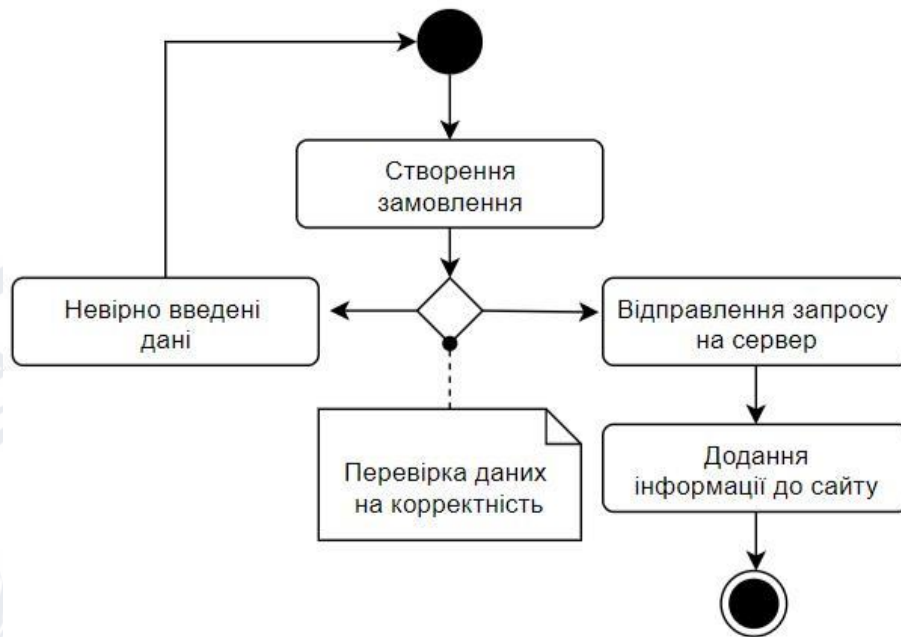 Створення
замовлення
Невірно введені
дані
Відправлення запросу
на сервер
Перевірка даних
на корректність
Додання
інформації до сайту